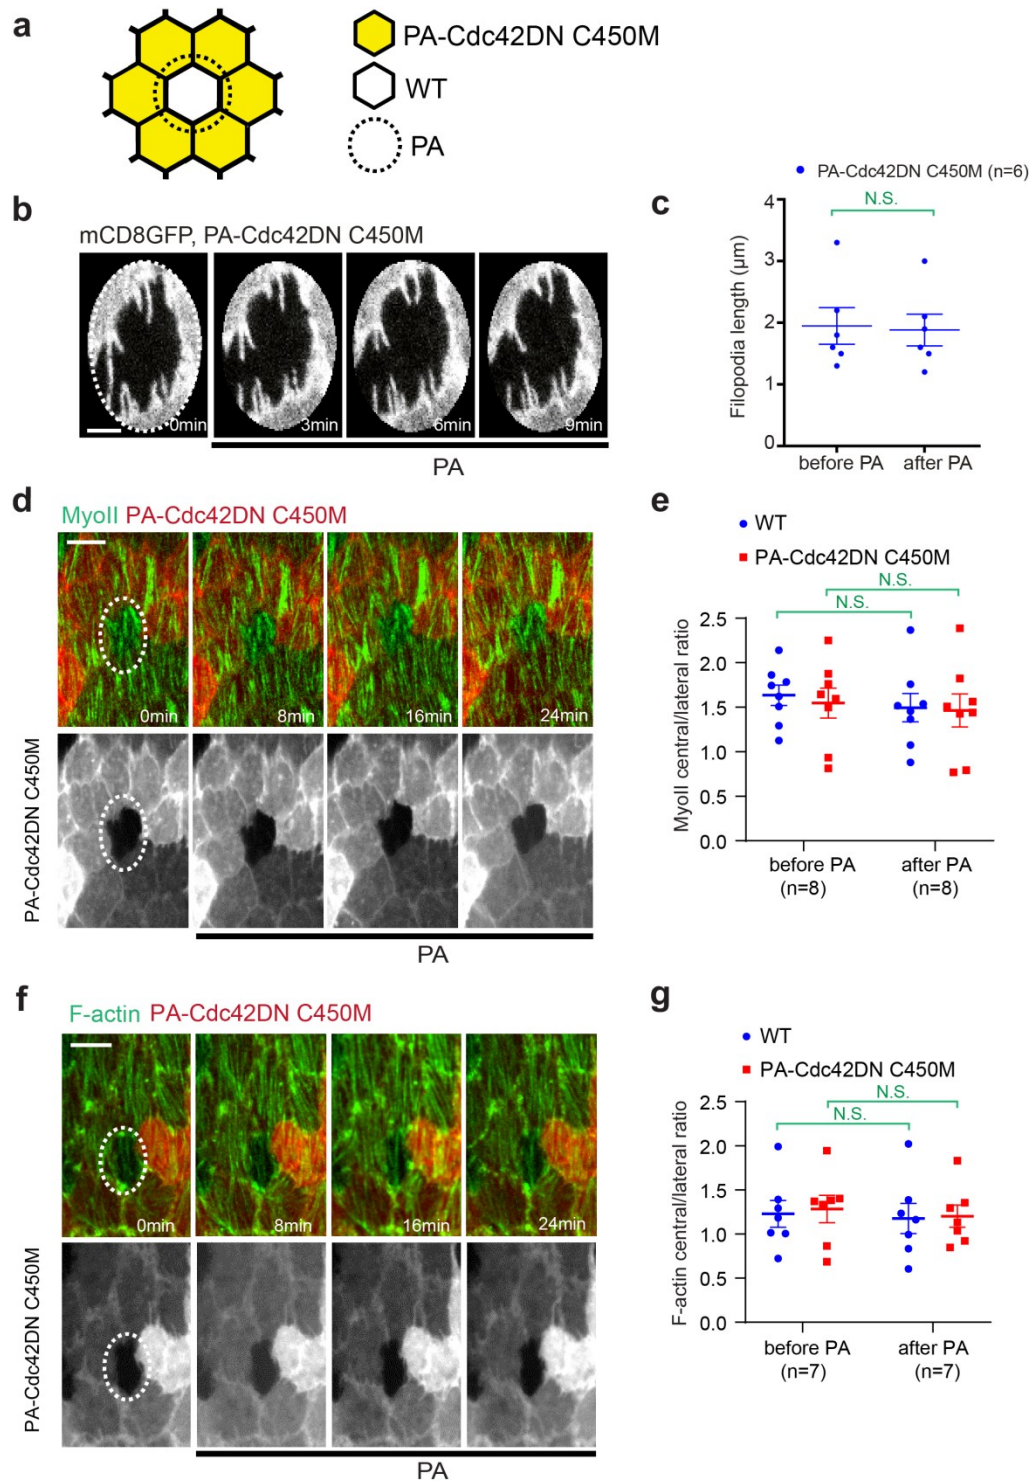 a
PA-Cdc42DN C450M
WT
PA
b
mCD8GFP, PA-Cdc42DN C450M
0min
3min
6min
9min
PA
c
PA-Cdc42DN C450M (n=6)
N.S.
Filopodia length (μm)
4
3
2
1
0
before PA
after PA
d
MyoII PA-Cdc42DN C450M
0min
8min
16min
24min
PA-Cdc42DN C450M
PA
e
WT
PA-Cdc42DN C450M
N.S.
N.S.
MyoII central/lateral ratio
2.5
2.0
1.5
1.0
0.5
0.0
before PA
(n=8)
after PA
(n=8)
f
F-actin PA-Cdc42DN C450M
0min
8min
16min
24min
PA-Cdc42DN C450M
PA
g
WT
PA-Cdc42DN C450M
N.S.
N.S.
F-actin central/lateral ratio
2.5
2.0
1.5
1.0
0.5
0.0
before PA
(n=7)
after PA
(n=7)